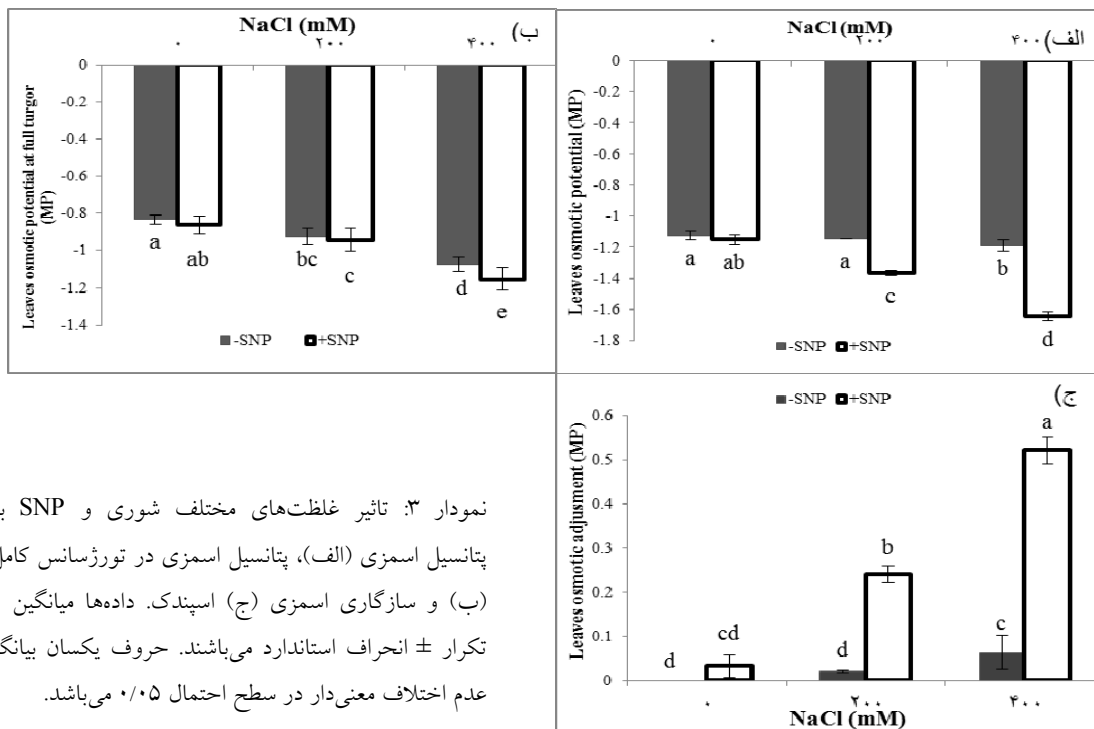 الف)
NaCl (mM)
۰ ۲۰۰ ۴۰۰
Leaves osmotic potential (MP)
0
-0.2
-0.4
-0.6
-0.8
-1
-1.2
-1.4
-1.6
-1.8
a ab a c b d
-SNP +SNP
ب)
NaCl (mM)
۰ ۲۰۰ ۴۰۰
Leaves osmotic potential at full turgor
(MP)
0
-0.2
-0.4
-0.6
-0.8
-1
-1.2
-1.4
a ab bc c d e
-SNP +SNP
ج)
-SNP +SNP
Leaves osmotic adjusment (MP)
0.6
0.5
0.4
0.3
0.2
0.1
0
d cd d b c a
۰ ۲۰۰ ۴۰۰
NaCl (mM)
نمودار ۳: تاثیر غلظت‌های مختلف شوری و SNP
پتانسیل اسمزی (الف)، پتانسیل اسمزی در تورژسانس کامل
(ب) و سازگاری اسمزی (ج) اسپندک. داده‌ها میانگین
تکرار ± انحراف استاندارد می‌باشند. حروف یکسان
عدم اختلاف معنی‌دار در سطح احتمال ۰/۰۵ می‌باشد.